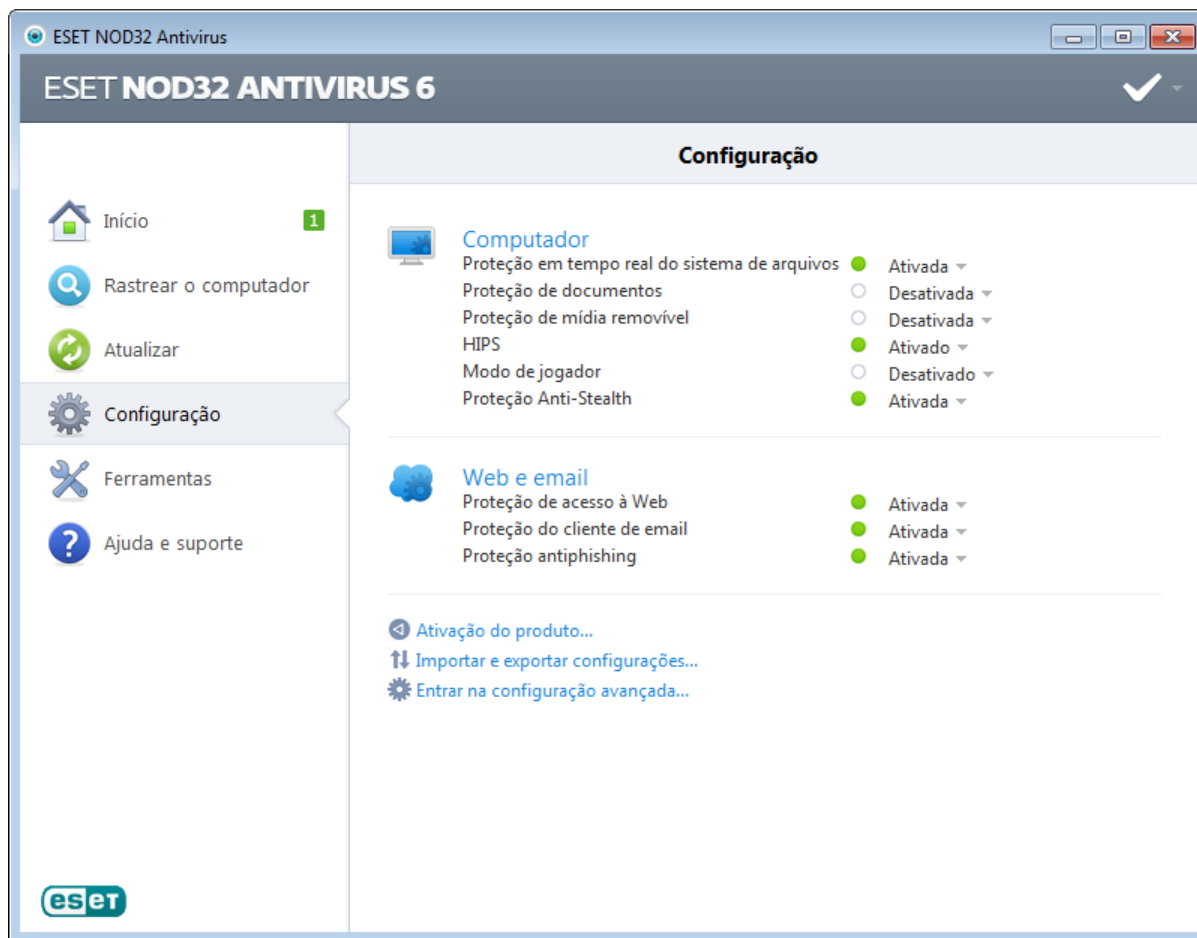 ESET NOD32 Antivirus
ESET NOD32 ANTIVIRUS 6
Configuração
Início 1
Rastrear o computador
Atualizar
Configuração
Ferramentas
Ajuda e suporte
Computador
Proteção em tempo real do sistema de arquivos Ativada
Proteção de documentos Desativada
Proteção de mídia removível Desativada
HIPS Ativado
Modo de jogador Desativado
Proteção Anti-Stealth Ativada
Web e email
Proteção de acesso à Web Ativada
Proteção do cliente de email Ativada
Proteção antiphishing Ativada
Ativação do produto...
Importar e exportar configurações...
Entrar na configuração avançada...
eseT